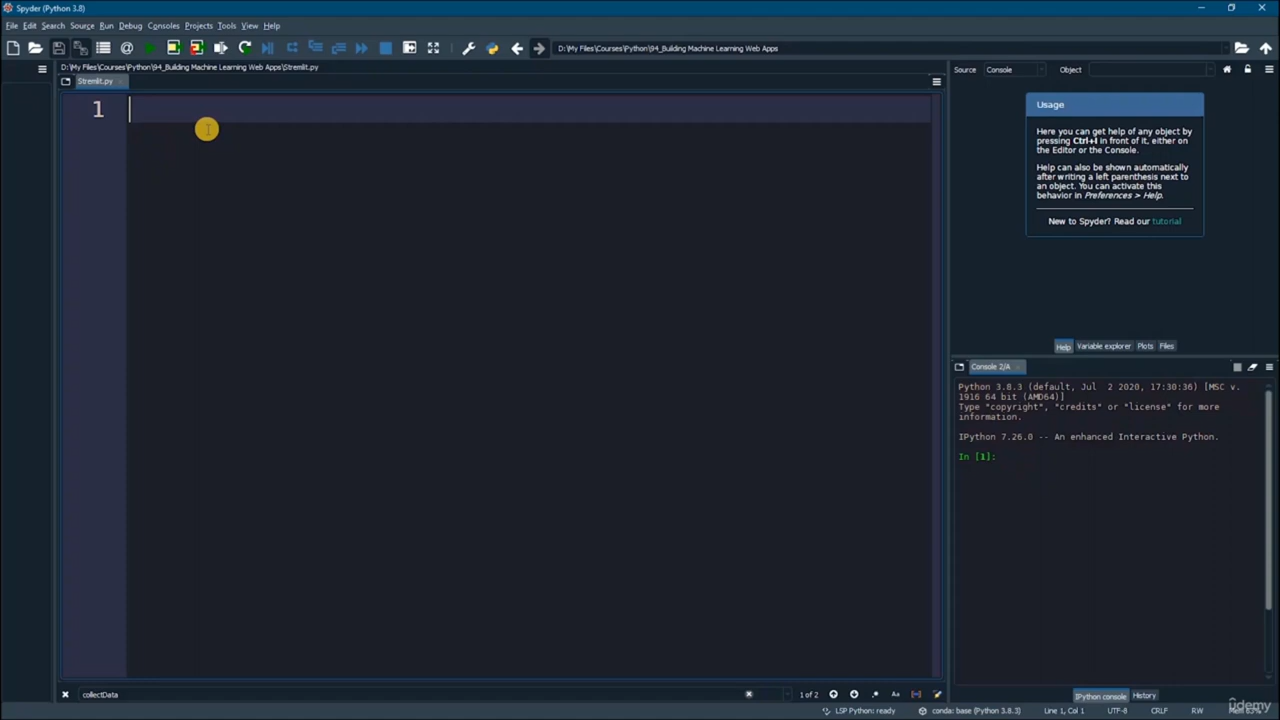 Spyder (Python 3.8)
File Edit Search Source Run Debug Consoles Projects Tools View Help
D:\My Files\Courses\Python\94_Building Machine Learning Web Apps
D:\My Files\Courses\Python\94_Building Machine Learning Web Apps\Stremlit.py
Stremlit.py
1
Source Console Object
Usage
Here you can get help of any object by
pressing Ctrl+I in front of it, either on
the Editor or the Console.
Help can also be shown automatically
after writing a left parenthesis next to
an object. You can activate this
behavior in Preferences > Help.
New to Spyder? Read our tutorial
Help Variable explorer Plots Files
Console 2/A
Python 3.8.3 (default, Jul 2 2020, 17:30:36) [MSC v.
1916 64 bit (AMD64)]
Type "copyright", "credits" or "license" for more
information.
IPython 7.26.0 -- An enhanced Interactive Python.
In [1]:
collectData
1 of 2
Aa
IPython console History
LSP Python: ready conda: base (Python 3.8.3) Line 1, Col 1 UTF-8 CRLF RW
udemy